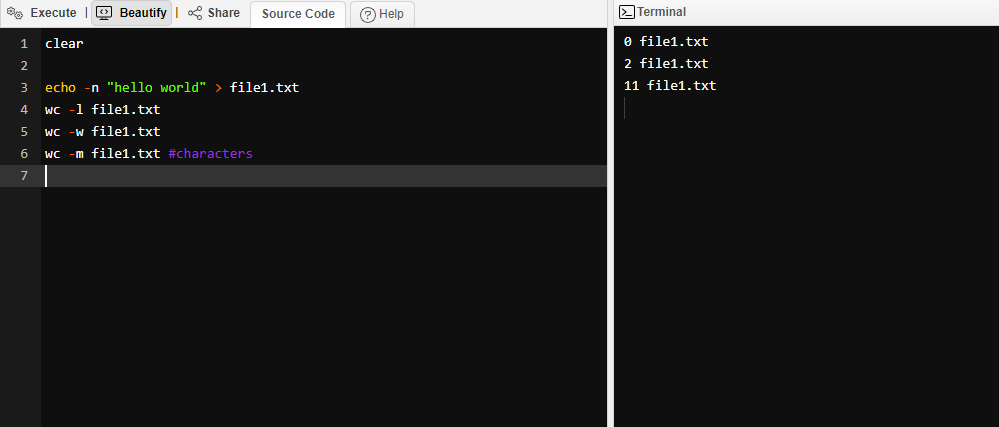 Execute | Beautify | Share Source Code Help
1 clear
2
3 echo -n "hello world" > file1.txt
4 wc -l file1.txt
5 wc -w file1.txt
6 wc -m file1.txt #characters
7
Terminal
0 file1.txt
2 file1.txt
11 file1.txt